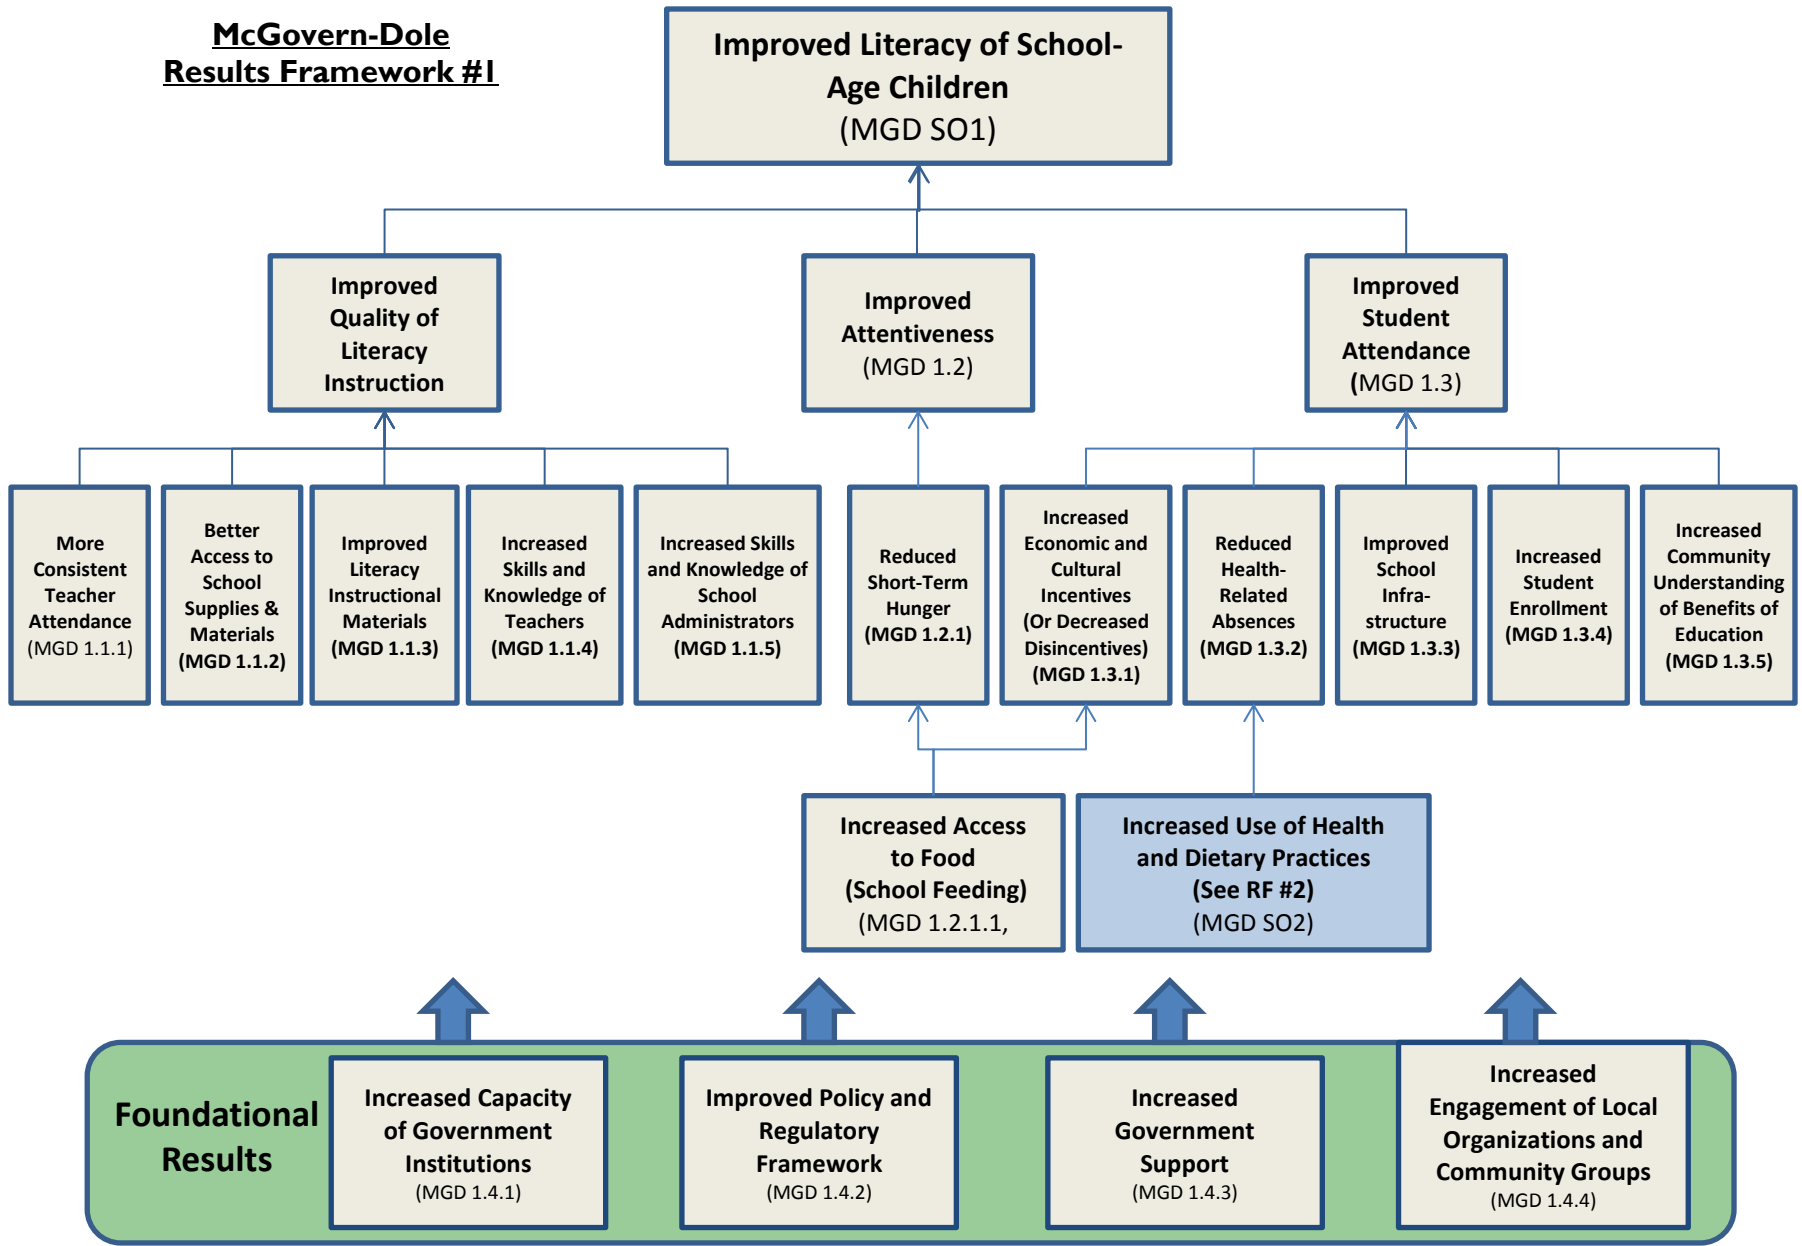 McGovern-Dole
Results Framework #1
Improved Literacy of School-
Age Children
(MGD SO1)
Improved
Quality of
Literacy
Instruction
Improved
Attentiveness
(MGD 1.2)
Improved
Student
Attendance
(MGD 1.3)
More
Consistent
Teacher
Attendance
(MGD 1.1.1)
Better
Access to
School
Supplies &
Materials
(MGD 1.1.2)
Improved
Literacy
Instructional
Materials
(MGD 1.1.3)
Increased
Skills and
Knowledge of
Teachers
(MGD 1.1.4)
Increased Skills
and Knowledge of
School
Administrators
(MGD 1.1.5)
Reduced
Short-Term
Hunger
(MGD 1.2.1)
Increased
Economic and
Cultural
Incentives
(Or Decreased
Disincentives)
(MGD 1.3.1)
Reduced
Health-
Related
Absences
(MGD 1.3.2)
Improved
School
Infra-
structure
(MGD 1.3.3)
Increased
Student
Enrollment
(MGD 1.3.4)
Increased
Community
Understanding
of Benefits of
Education
(MGD 1.3.5)
Increased Access
to Food
(School Feeding)
(MGD 1.2.1.1,
Increased Use of Health
and Dietary Practices
(See RF #2)
(MGD SO2)
Foundational
Results
Increased Capacity
of Government
Institutions
(MGD 1.4.1)
Improved Policy and
Regulatory
Framework
(MGD 1.4.2)
Increased
Government
Support
(MGD 1.4.3)
Increased
Engagement of Local
Organizations and
Community Groups
(MGD 1.4.4)